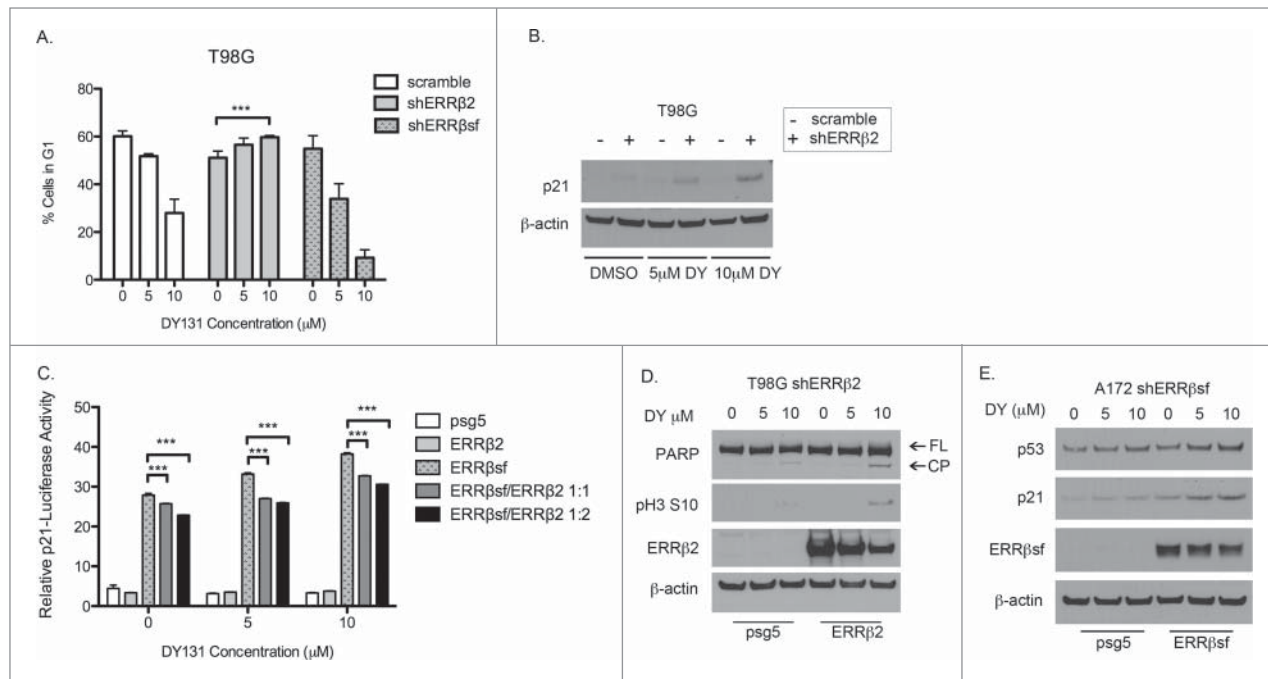 A.
T98G
% Cells in G1
80
60
40
20
0
0 5 10 0 5 10 0 5 10
DY131 Concentration (μM)
***
scramble
shERRβ2
shERRβsf
B.
T98G
- scramble
+ shERRβ2
- + - + - +
p21
β-actin
DMSO 5μM DY 10μM DY
C.
Relative p21-Luciferase Activity
50
40
30
20
10
0
*** *** ***
*** *** ***
0 5 10
DY131 Concentration (μM)
psg5
ERRβ2
ERRβsf
ERRβsf/ERRβ2 1:1
ERRβsf/ERRβ2 1:2
D.
T98G shERRβ2
DY μM 0 5 10 0 5 10
PARP
← FL
← CP
pH3 S10
ERRβ2
β-actin
psg5 ERRβ2
E.
A172 shERRβsf
DY (μM) 0 5 10 0 5 10
p53
p21
ERRβsf
β-actin
psg5 ERRβsf